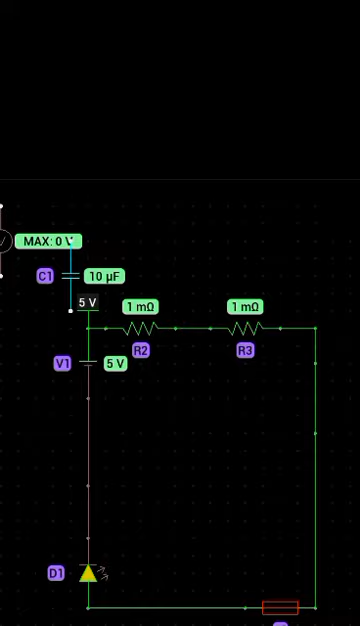 MAX: 0 V
C1
10 µF
5 V
1 mΩ
1 mΩ
R2
R3
V1
5 V
D1